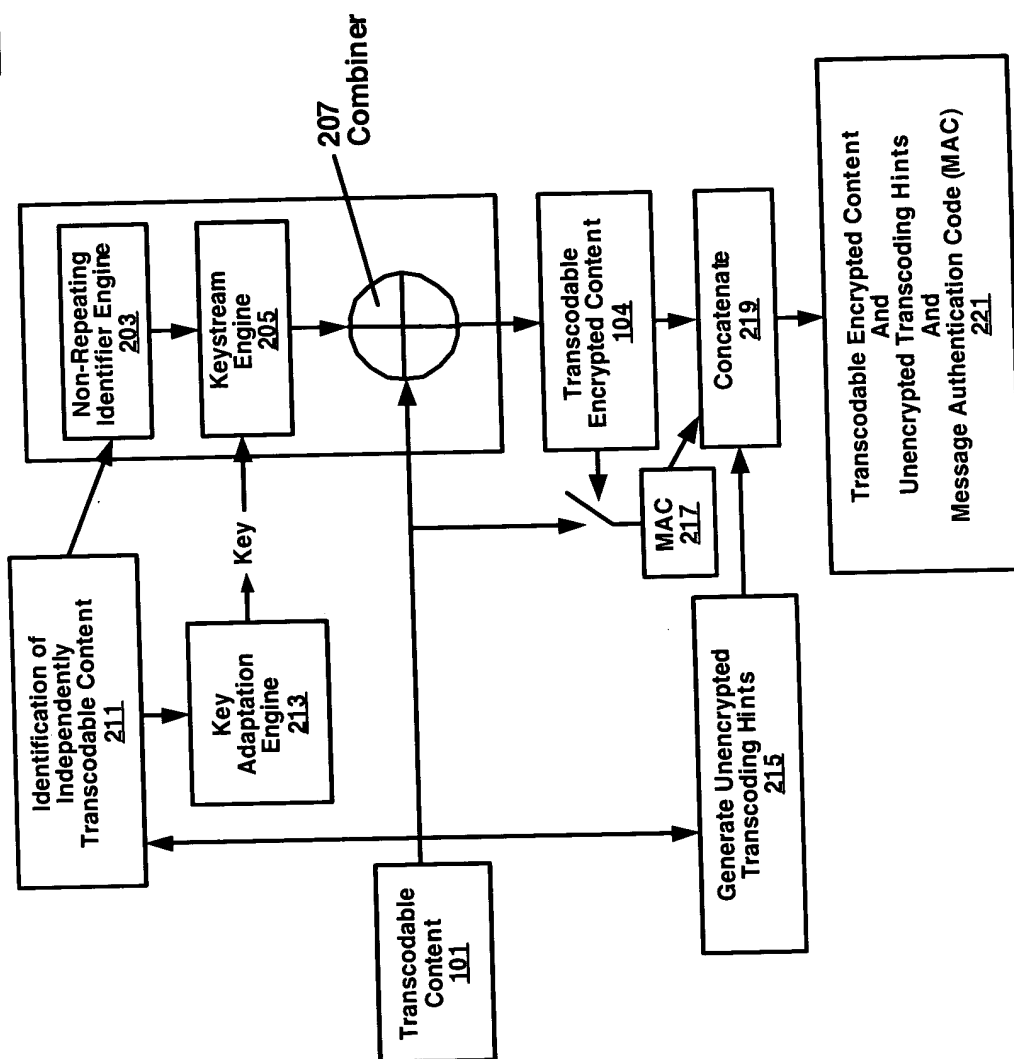 Identification of
Independently
Transcodable Content
211
Non-Repeating
Identifier Engine
203
Key
Adaptation
Engine
213
Key
Keystream
Engine
205
207
Combiner
Transcodable
Content
101
Transcodable
Encrypted Content
104
MAC
217
Generate Unencrypted
Transcoding Hints
215
Concatenate
219
Transcodable Encrypted Content
And
Unencrypted Transcoding Hints
And
Message Authentication Code (MAC)
221